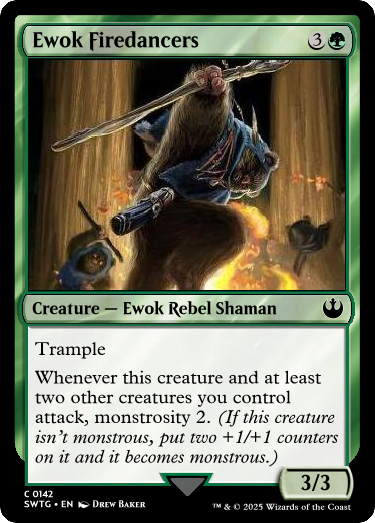 Ewok Firedancers 3
Creature — Ewok Rebel Shaman
Trample
Whenever this creature and at least
two other creatures you control
attack, monstrosity 2. (If this creature
isn't monstrous, put two +1/+1 counters
on it and it becomes monstrous.)
3/3
C 0142
SWTG • EN Drew Baker ™ & © 2025 Wizards of the Coast